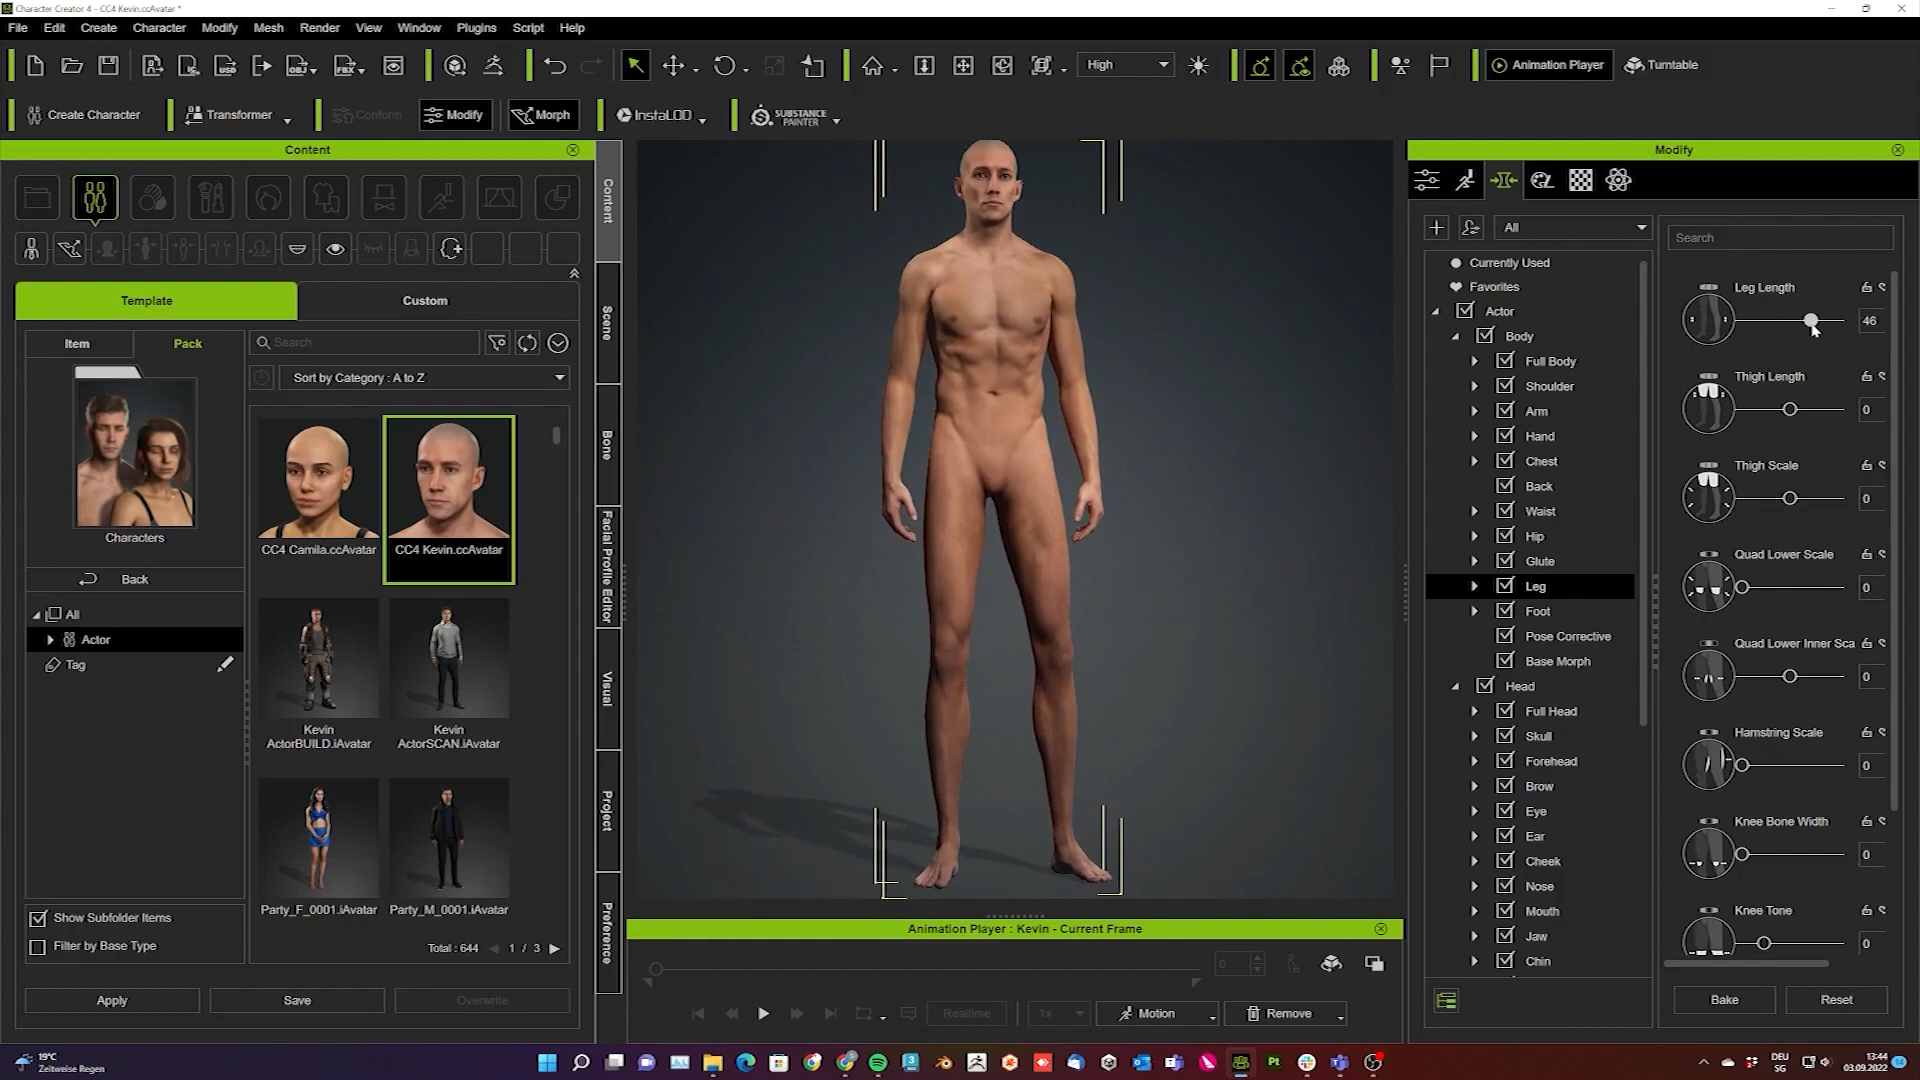 Character Creator 4 - CC4 Kevin.ccAvatar *
File Edit Create Character Modify Mesh Render View Window Plugins Script Help
High
Animation Player
Turntable
Create Character
Transformer
Conform
Modify
Morph
InstaLOD
SUBSTANCE
PAINTER
Content
Template
Custom
Item
Pack
Search
Sort by Category : A to Z
Characters
Back
All
Actor
Tag
CC4 Camila.ccAvatar
CC4 Kevin.ccAvatar
Kevin
ActorBUILD.iAvatar
Kevin
ActorSCAN.iAvatar
Party_F_0001.iAvatar
Party_M_0001.iAvatar
Show Subfolder Items
Filter by Base Type
Total : 644
1 / 3
Apply
Save
Overwrite
Content
Scene
Bone
Facial Profile Editor
Visual
Project
Preference
Animation Player : Kevin - Current Frame
0
Realtime
1x
Motion
Remove
Modify
All
Currently Used
Favorites
Actor
Body
Full Body
Shoulder
Arm
Hand
Chest
Back
Waist
Hip
Glute
Leg
Foot
Pose Corrective
Base Morph
Head
Full Head
Skull
Forehead
Brow
Eye
Ear
Cheek
Nose
Mouth
Jaw
Chin
Search
Leg Length
46
Thigh Length
0
Thigh Scale
0
Quad Lower Scale
0
Quad Lower Inner Sca
0
Hamstring Scale
0
Knee Bone Width
0
Knee Tone
0
Bake
Reset
19°C
Zeitweise Regen
3
Pt
DEU
SG
13:44
03.09.2022